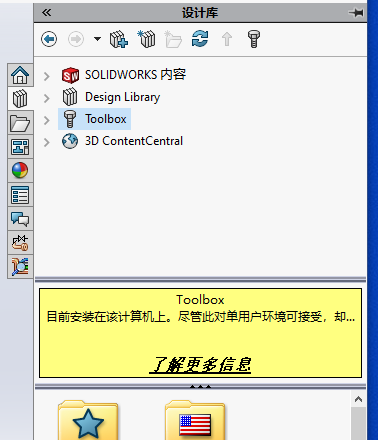 设计库
SOLIDWORKS 内容
Design Library
Toolbox
3D ContentCentral
Toolbox
目前安装在该计算机上。尽管此对单用户环境可接受，却...
了解更多信息